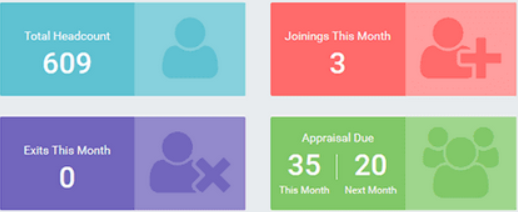 Total Headcount
609
Joinings This Month
3
Exits This Month
0
Appraisal Due
35 20
This Month Next Month